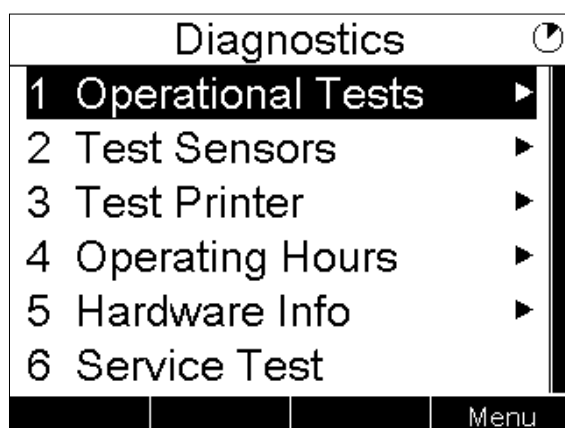 Diagnostics
1 Operational Tests
2 Test Sensors
3 Test Printer
4 Operating Hours
5 Hardware Info
6 Service Test
Menu